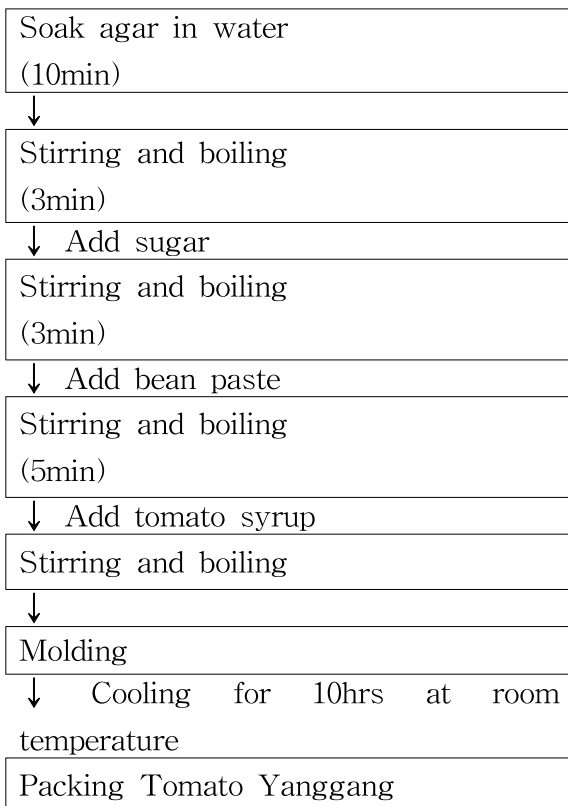 Soak agar in water
(10min)
↓
Stirring and boiling
(3min)
↓ Add sugar
Stirring and boiling
(3min)
↓ Add bean paste
Stirring and boiling
(5min)
↓ Add tomato syrup
Stirring and boiling
↓
Molding
↓ Cooling for 10hrs at room
temperature
Packing Tomato Yanggang